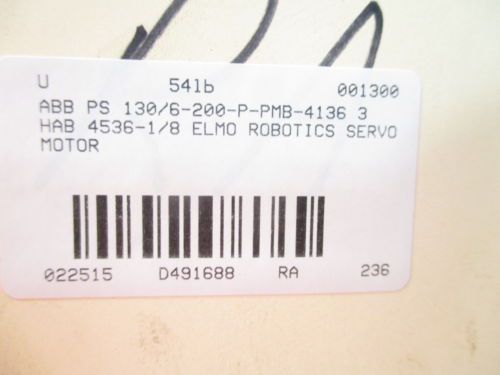 U 54lb 001300
ABB PS 130/6-200-P-PMB-4136 3
HAB 4536-1/8 ELMO ROBOTICS SERVO
MOTOR
022515 D491688 RA 236